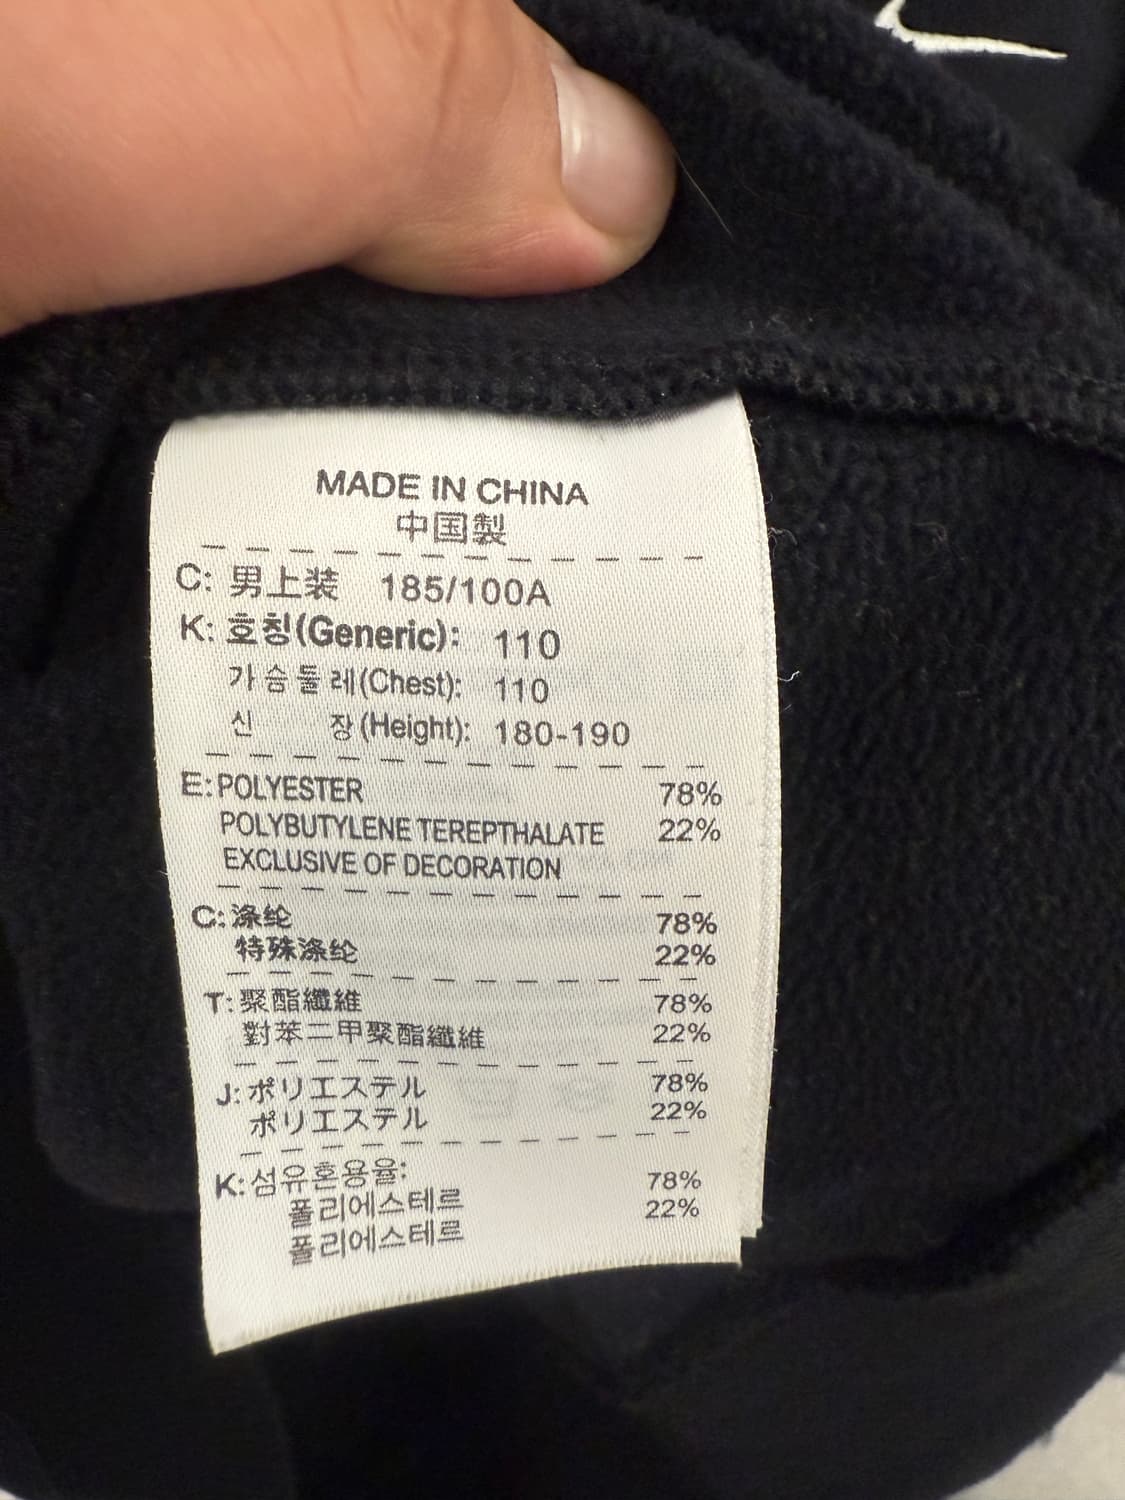 MADE IN CHINA
中国製
C: 男上装 185/100A
K: 호칭(Generic): 110
가슴둘레(Chest): 110
신 장(Height): 180-190
E: POLYESTER 78%
POLYBUTYLENE TEREPTHALATE 22%
EXCLUSIVE OF DECORATION
C: 涤纶 78%
特殊涤纶 22%
T: 聚酯纖維 78%
對苯二甲聚酯纖維 22%
J: ポリエステル 78%
ポリエステル 22%
K: 섬유혼용율:
폴리에스테르 78%
폴리에스테르 22%